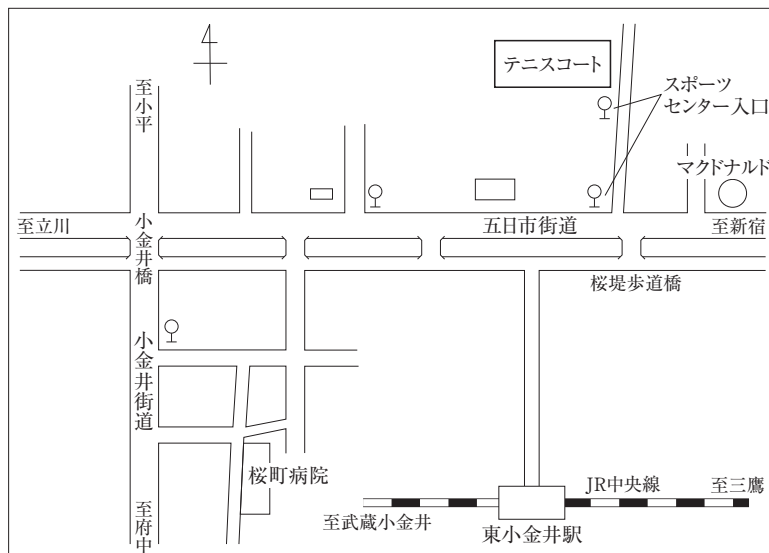 テニスコート
スポーツ
センター入口
至小平
マクドナルド
至立川
小金井橋
五日市街道
至新宿
桜堤歩道橋
小金井街道
桜町病院
JR中央線
至三鷹
至武蔵小金井
東小金井駅
至府中